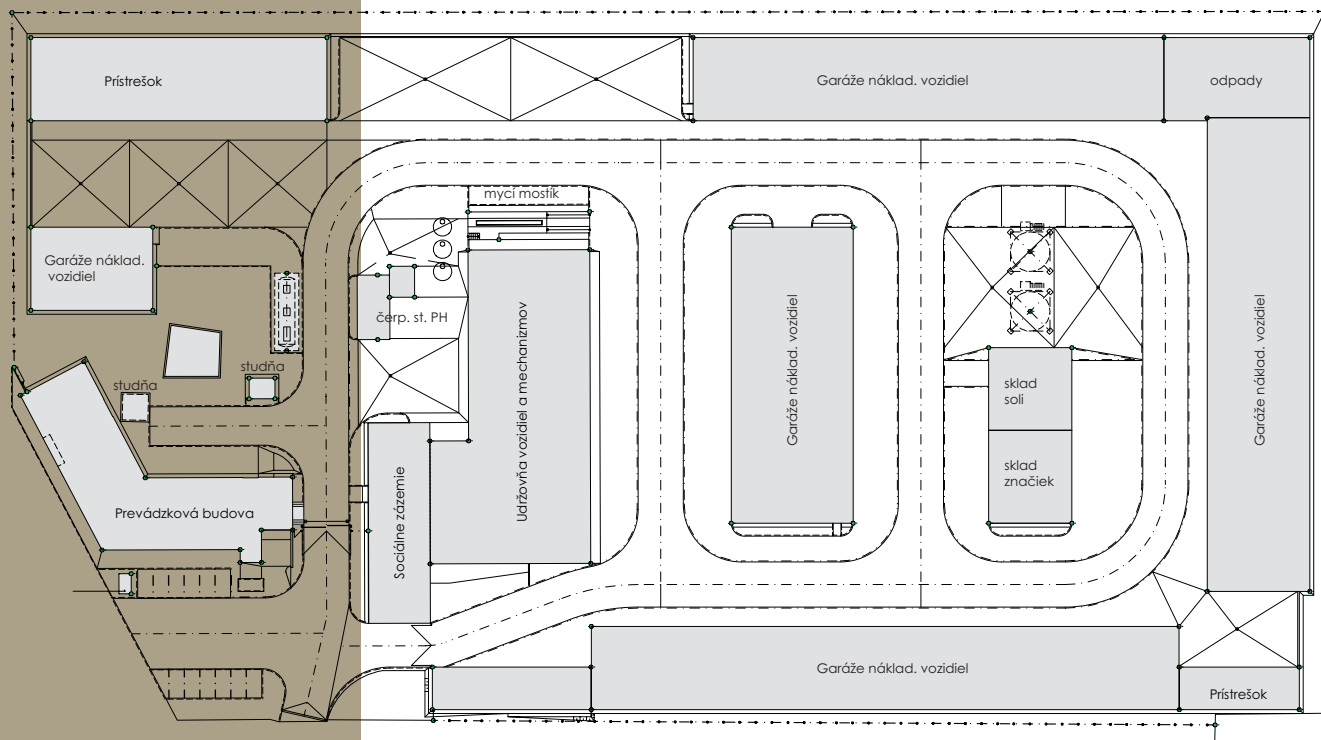 Prístrešok
Garáže náklad. vozidiel
odpady
mycí mostík
Garáže náklad.
vozidiel
čerp. st. PH
Udržovňa vozidiel a mechanizmov
Garáže náklad. vozidiel
Garáže náklad. vozidiel
studňa
studňa
sklad
soli
sklad
značiek
Prevádzková budova
Sociálne zázemie
Garáže náklad. vozidiel
Prístrešok